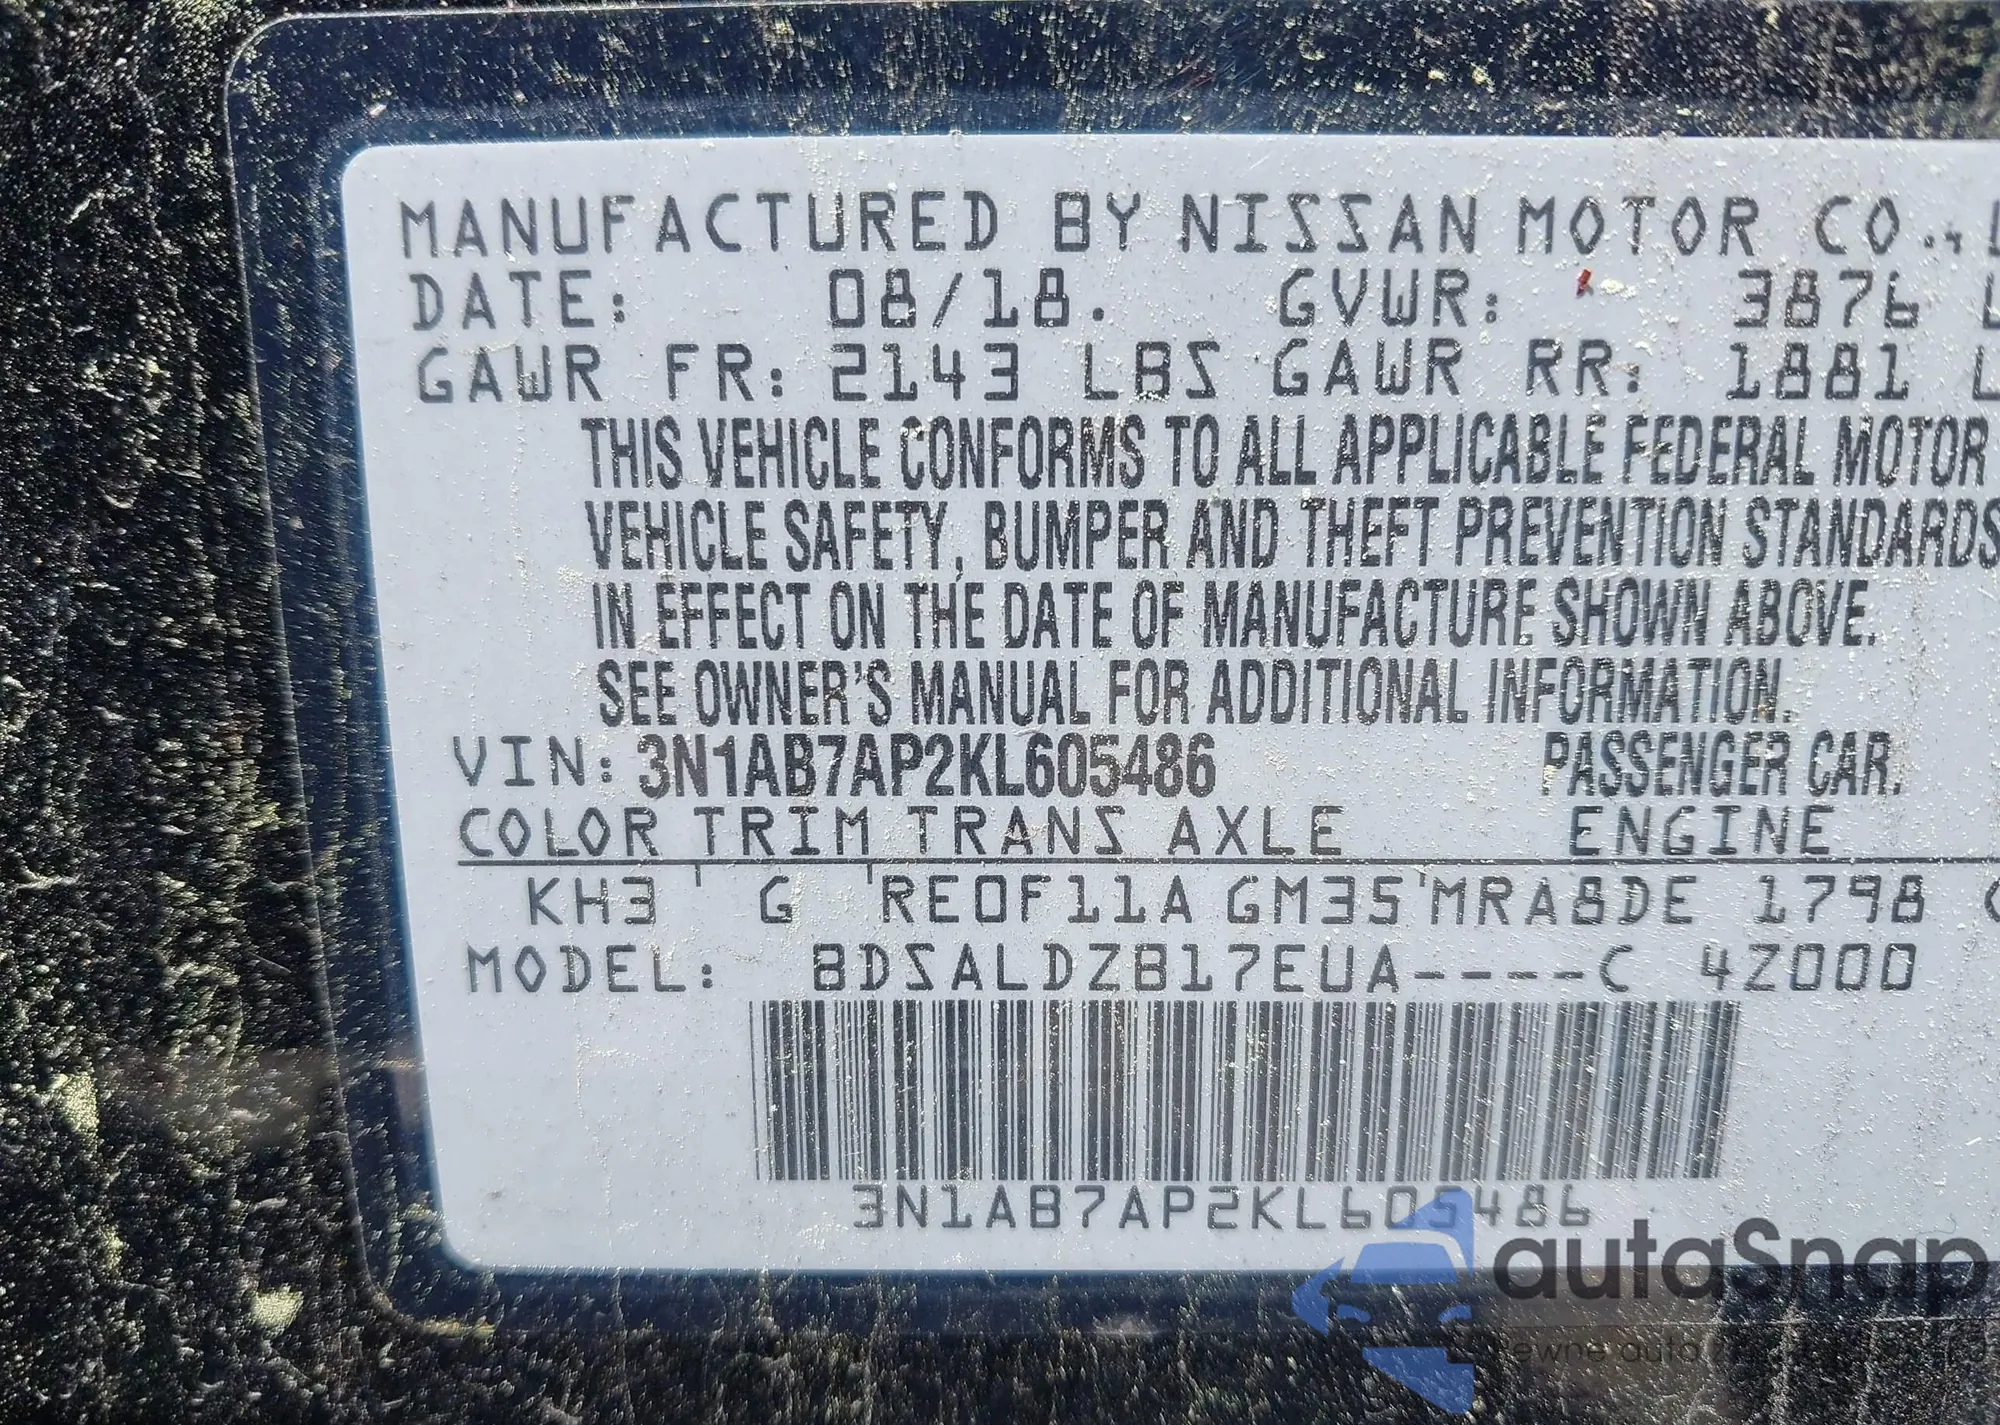 MANUFACTURED BY NISSAN MOTOR CO.,
DATE: 08/18. GVWR: 3876 L
GAWR FR: 2143 LBS GAWR RR: 1881 L
THIS VEHICLE CONFORMS TO ALL APPLICABLE FEDERAL MOTOR
VEHICLE SAFETY, BUMPER AND THEFT PREVENTION STANDARDS
IN EFFECT ON THE DATE OF MANUFACTURE SHOWN ABOVE.
SEE OWNER'S MANUAL FOR ADDITIONAL INFORMATION.
VIN: 3N1AB7AP2KL605486 PASSENGER CAR.
COLOR TRIM TRANS AXLE ENGINE
KH3 G RE0F11A GM35 MRA8DE 1798
MODEL: BDSALDZB17EUA----C 4Z000
3N1AB7AP2KL605486
autaSnap